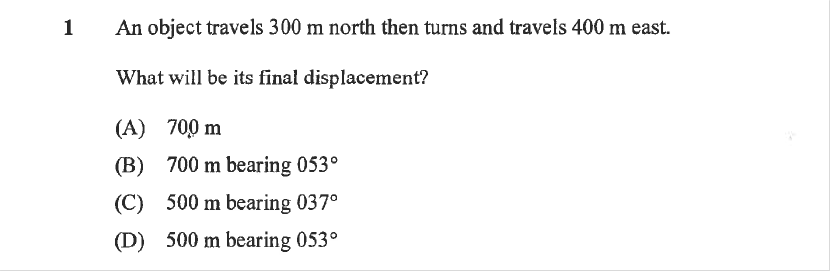 1 An object travels 300 m north then turns and travels 400 m east.
What will be its final displacement?
(A) 700 m
(B) 700 m bearing 053°
(C) 500 m bearing 037°
(D) 500 m bearing 053°